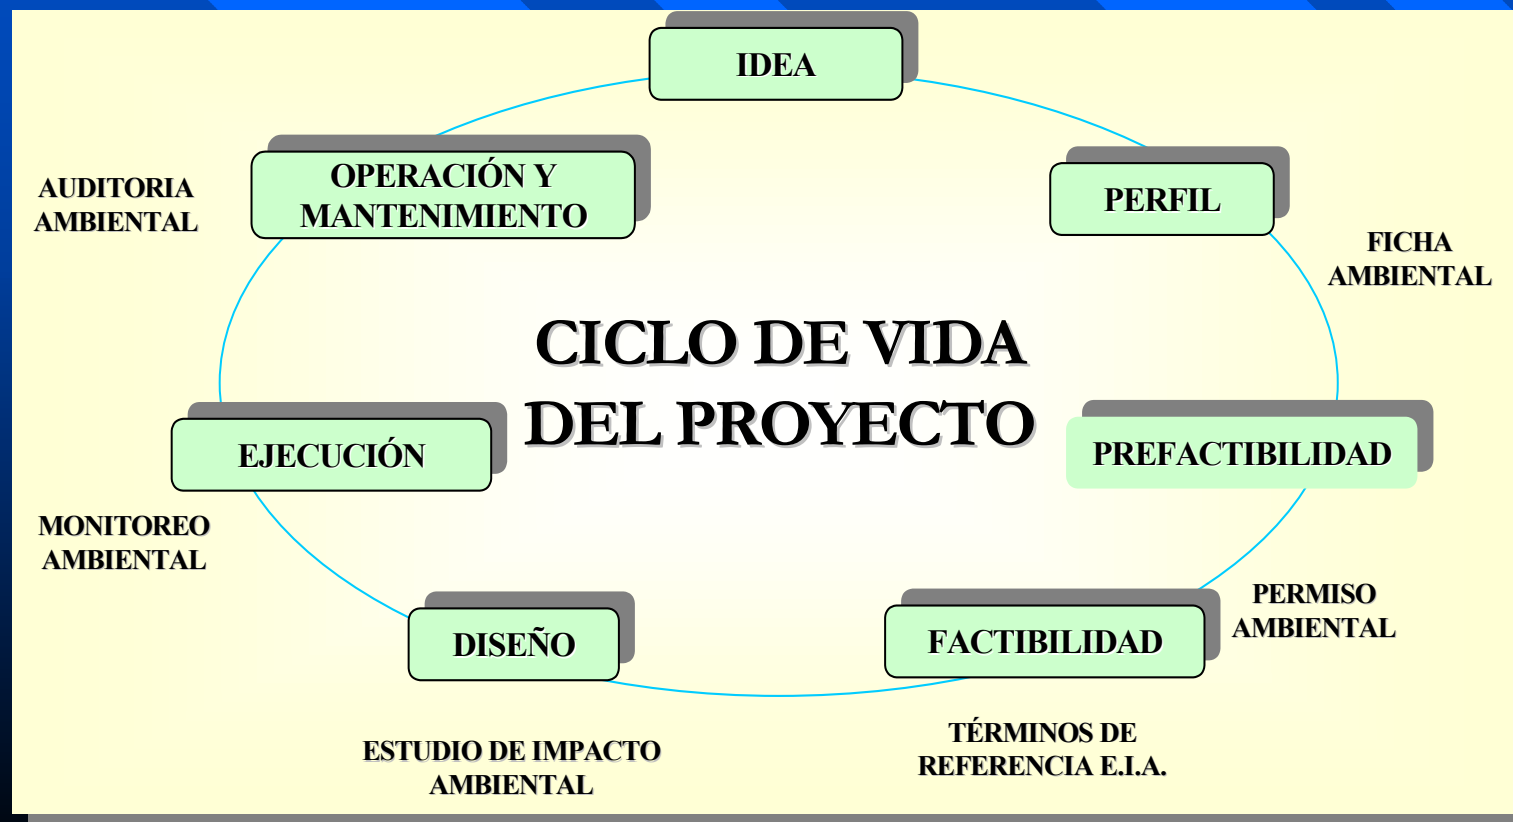 IDEA
OPERACIÓN Y
MANTENIMIENTO
AUDITORIA
AMBIENTAL
PERFIL
FICHA
AMBIENTAL
CICLO DE VIDA
DEL PROYECTO
EJECUCIÓN
PREFACTIBILIDAD
MONITOREO
AMBIENTAL
PERMISO
AMBIENTAL
DISEÑO
FACTIBILIDAD
ESTUDIO DE IMPACTO
AMBIENTAL
TÉRMINOS DE
REFERENCIA E.I.A.